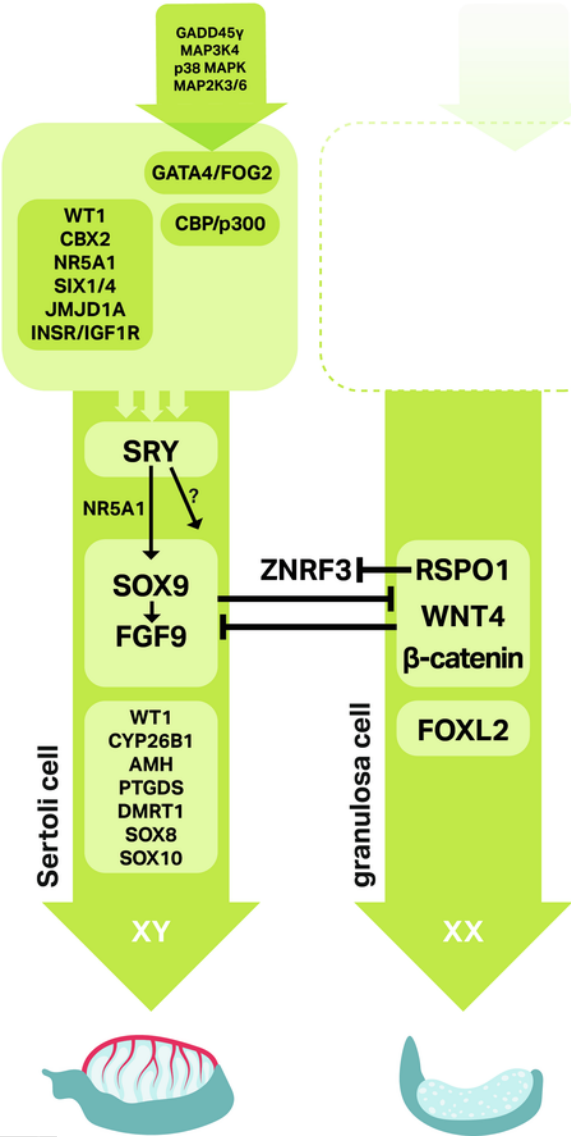 GADD45γ
MAP3K4
p38 MAPK
MAP2K3/6
GATA4/FOG2
CBP/p300
WT1
CBX2
NR5A1
SIX1/4
JMJD1A
INSR/IGF1R
SRY
NR5A1
?
SOX9
FGF9
ZNRF3
RSPO1
WNT4
β-catenin
FOXL2
WT1
CYP26B1
AMH
PTGDS
DMRT1
SOX8
SOX10
Sertoli cell
granulosa cell
XY
XX